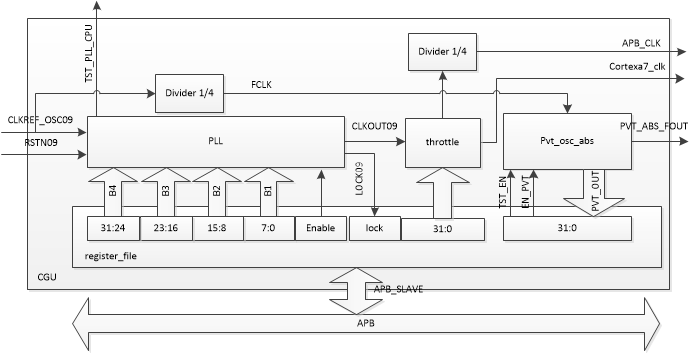 TST_PLL_CPU
Divider 1/4
APB_CLK
Cortexa7_clk
Divider 1/4
FCLK
CLKREF_OSC09
RSTN09
PLL
CLKOUT09
throttle
Pvt_osc_abs
PVT_ABS_FOUT
LOCK09
B4
B3
B2
B1
TST_EN
EN_PVT
PVT_OUT
31:24
23:16
15:8
7:0
Enable
lock
31:0
31:0
register_file
CGU
APB_SLAVE
APB